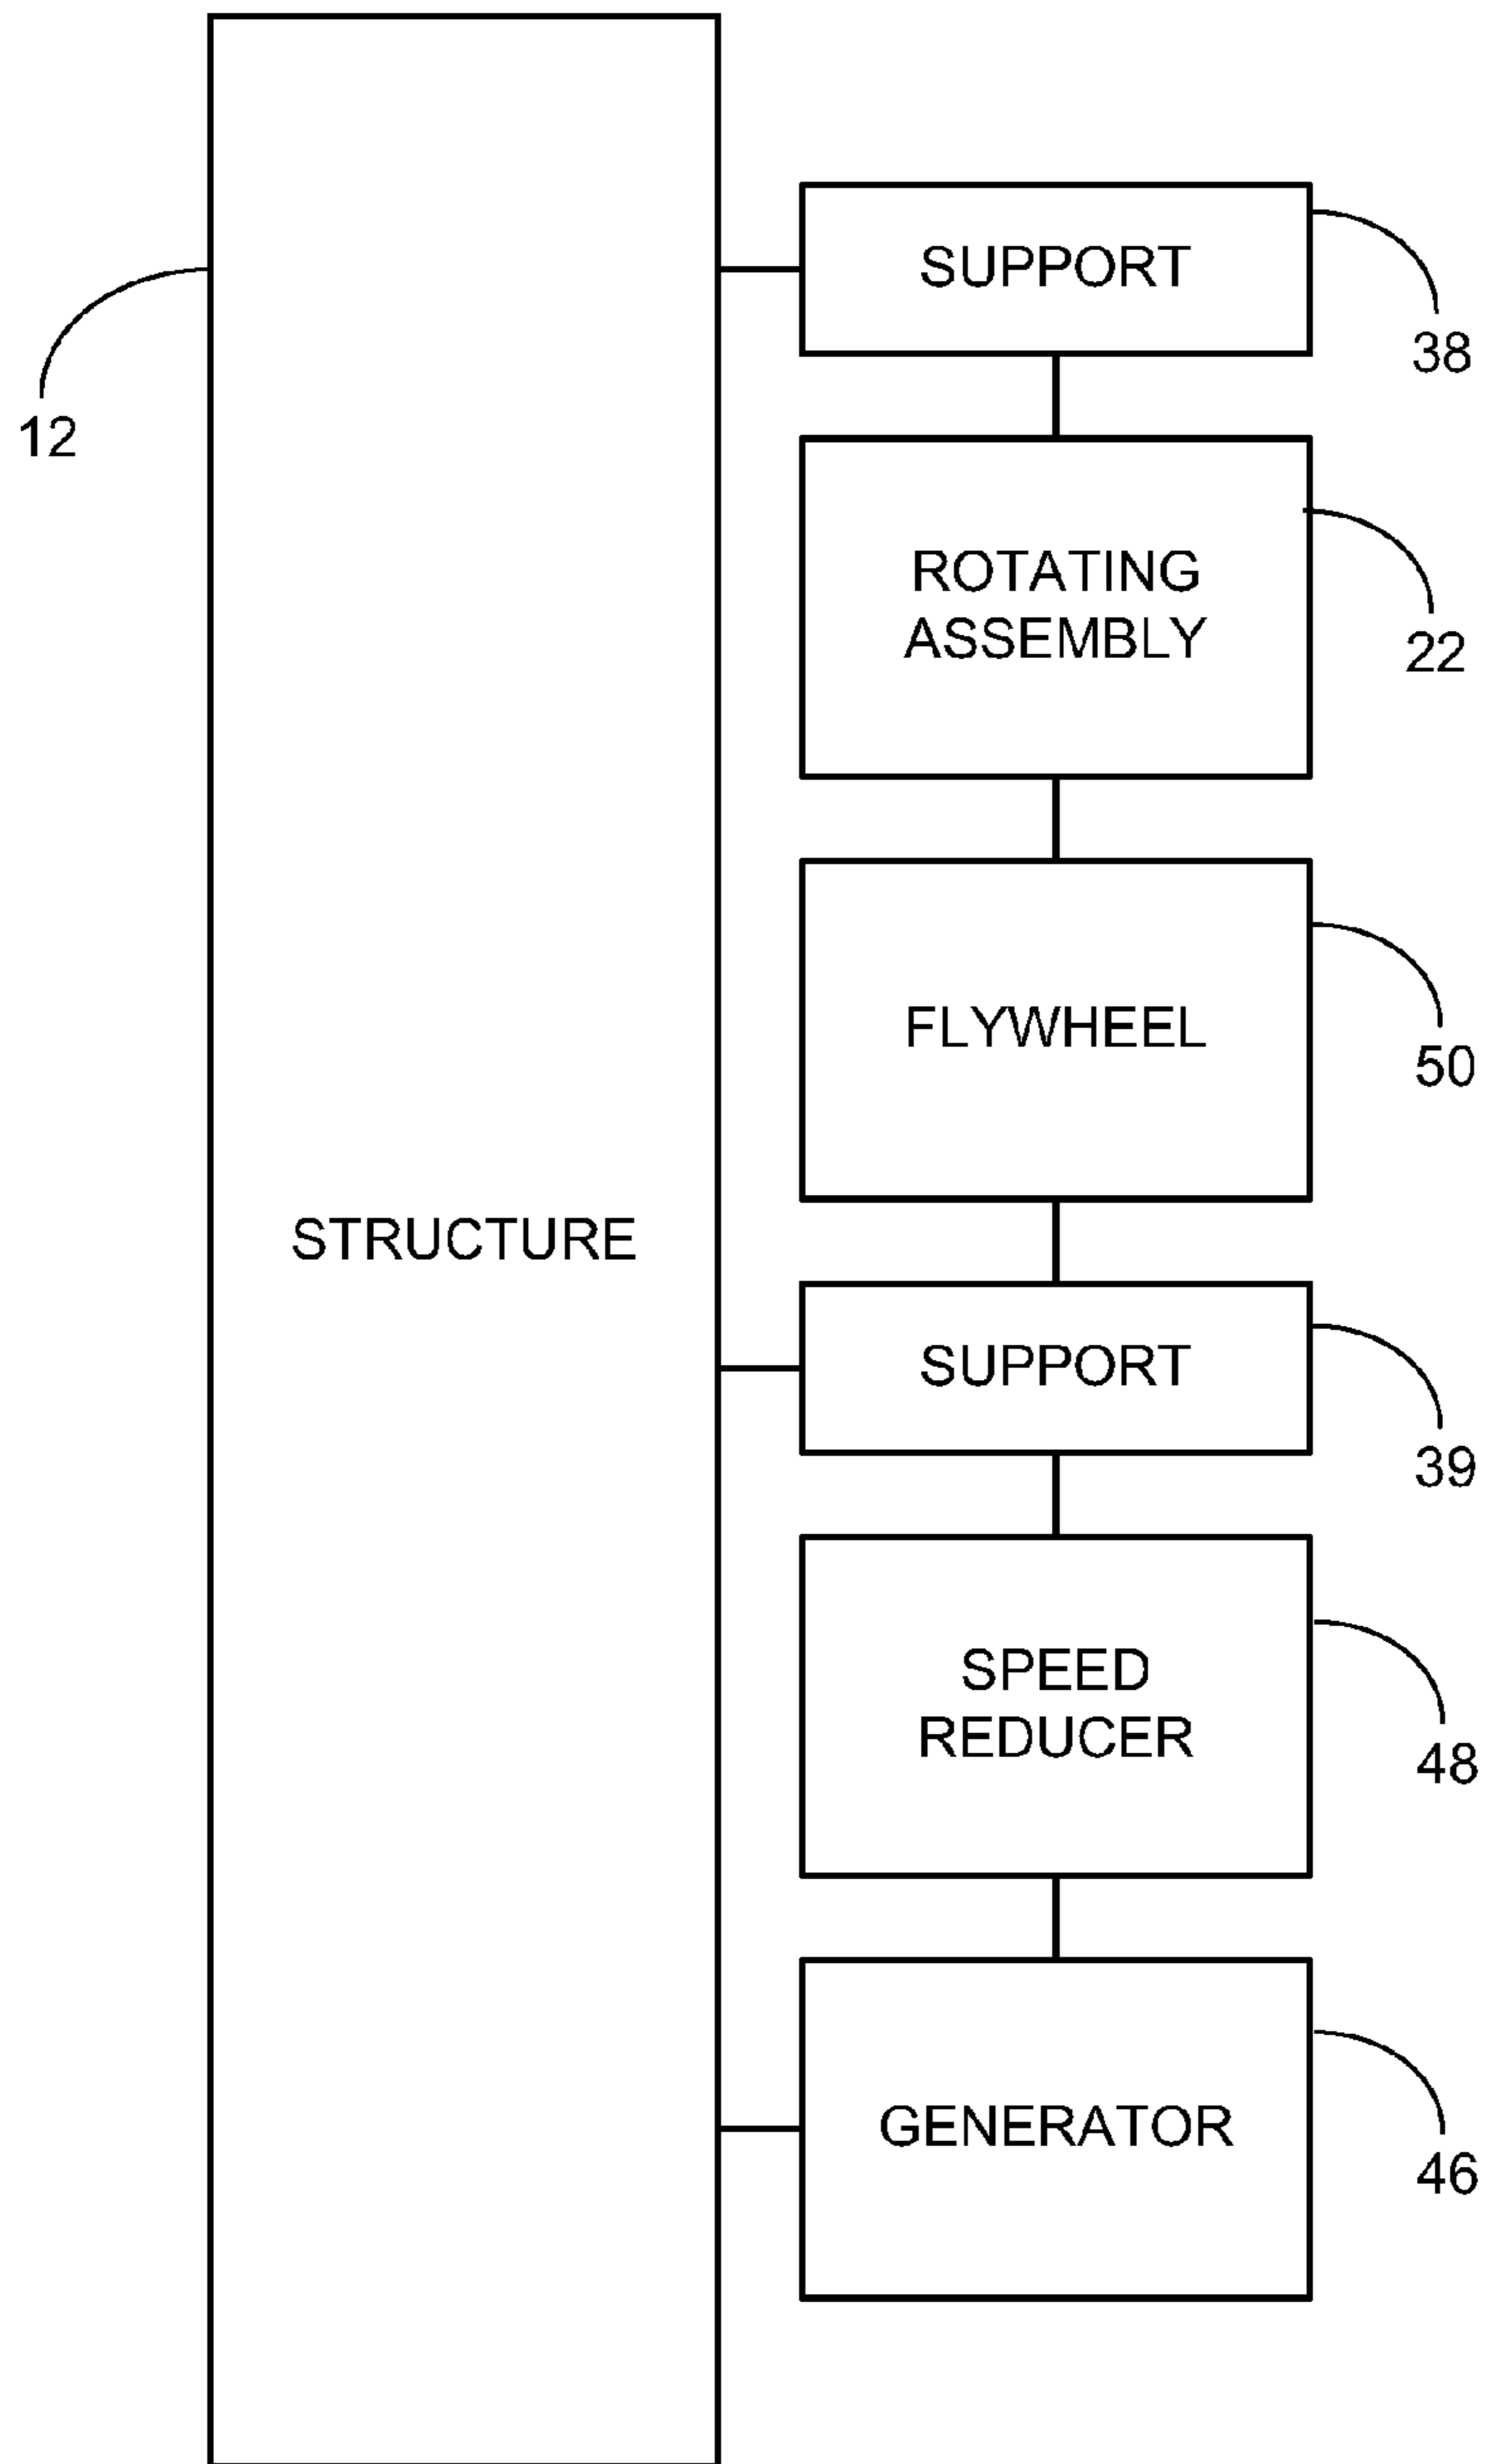 SUPPORT
38
12
ROTATING
ASSEMBLY
22
FLYWHEEL
50
STRUCTURE
SUPPORT
39
SPEED
REDUCER
48
GENERATOR
46